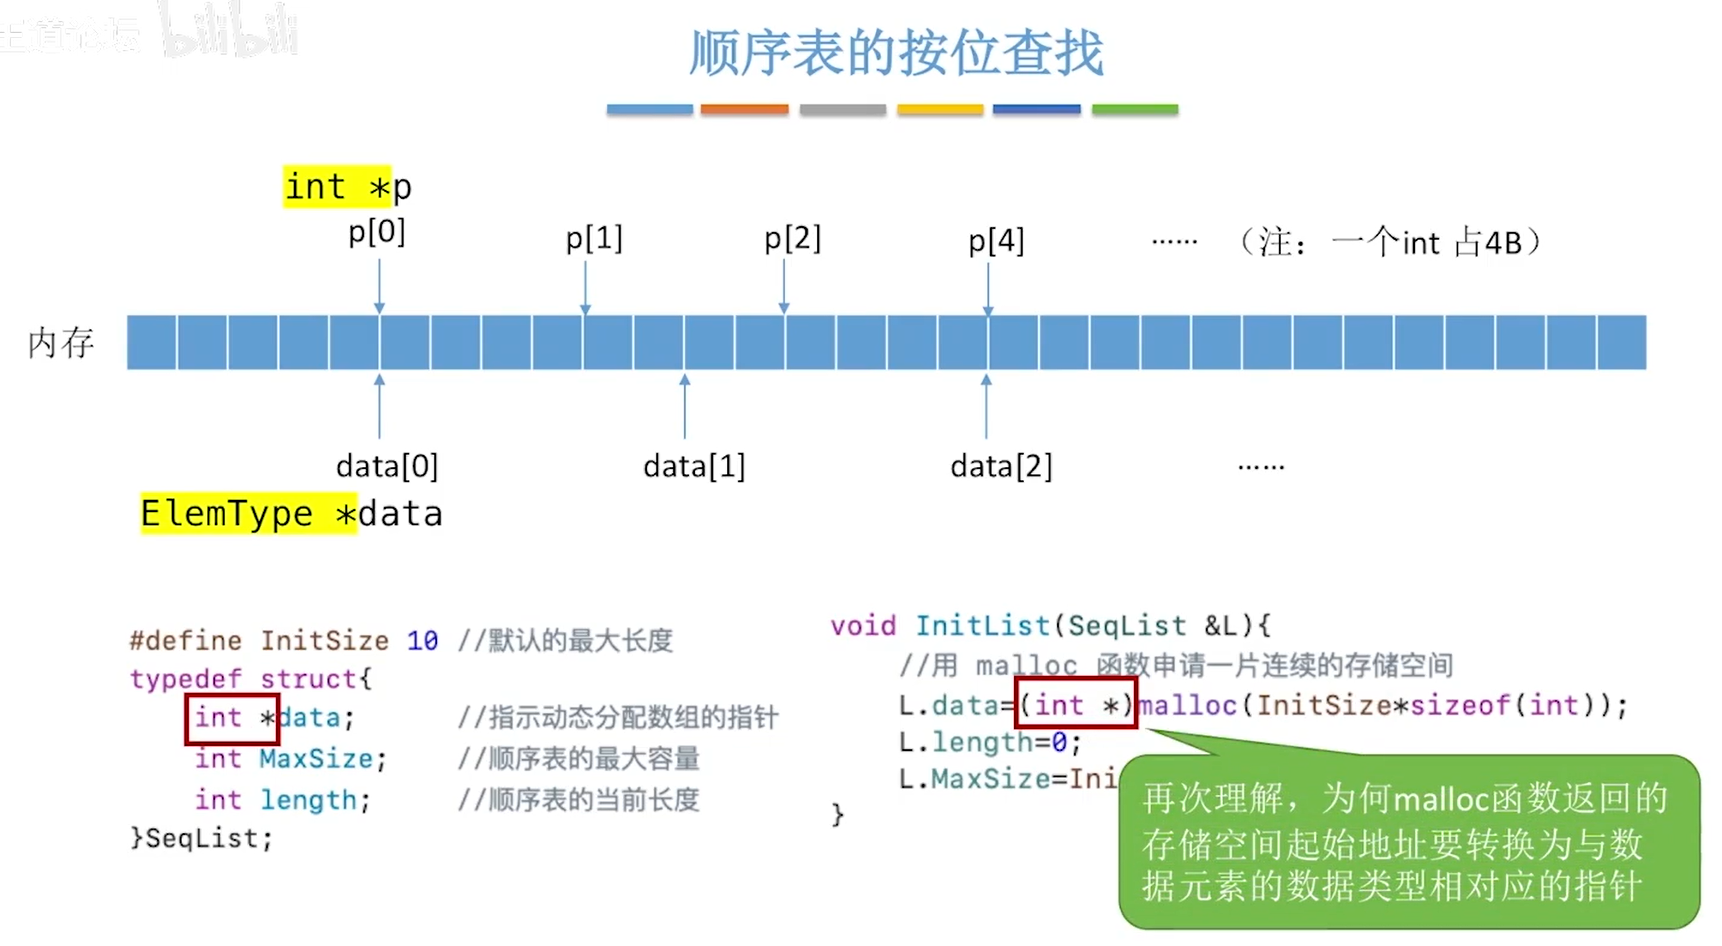 王道论坛 bilibili
顺序表的按位查找
int *p
p[0] p[1] p[2] p[4] …… （注：一个int 占4B）
内存
data[0] data[1] data[2] ……
ElemType *data
#define InitSize 10 //默认的最大长度
typedef struct{
int *data; //指示动态分配数组的指针
int MaxSize; //顺序表的最大容量
int length; //顺序表的当前长度
}SeqList;
void InitList(SeqList &L){
//用 malloc 函数申请一片连续的存储空间
L.data=(int *)malloc(InitSize*sizeof(int));
L.length=0;
L.MaxSize=Ini
}
再次理解，为何malloc函数返回的
存储空间起始地址要转换为与数
据元素的数据类型相对应的指针